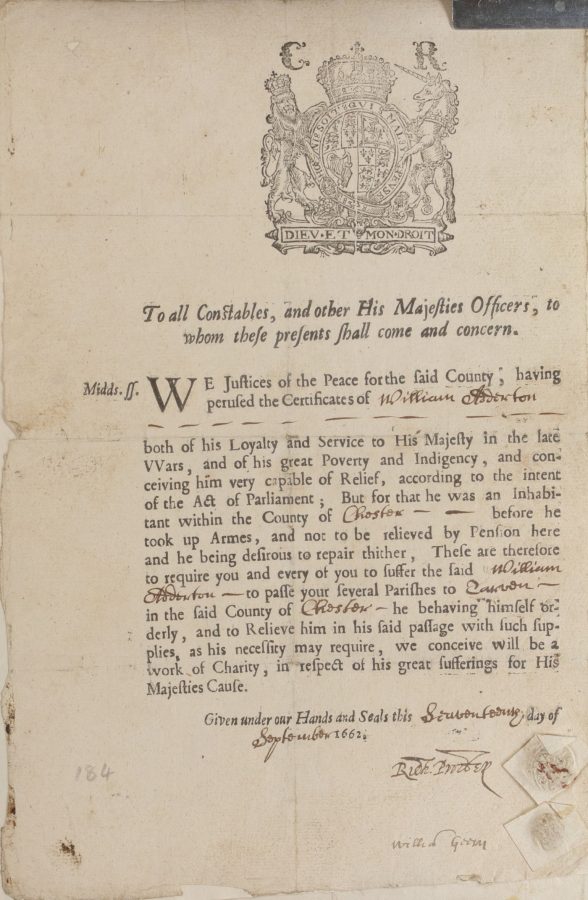 C R
HONI SOIT QUI MAL Y PENSE
DIEV·ET MON·DROIT
To all Conſtables, and other His Majeſties Officers, to
whom theſe preſents ſhall come and concern.
Midds. ſſ. WE Juſtices of the Peace for the ſaid County, having
peruſed the Certificates of William Adderton
both of his Loyalty and Service to His Majeſty in the late
VVars, and of his great Poverty and Indigency, and con-
ceiving him very capable of Relief, according to the intent
of the Act of Parliament; But for that he was an Inhabi-
tant within the County of Chester — — before he
took up Armes, and not to be relieved by Penſion here
and he being deſirous to repair thither, Theſe are therefore
to require you and every of you to ſuffer the ſaid William
Adderton — to paſſe your ſeveral Pariſhes to Tarven —
in the ſaid County of Chester — he behaving himſelf or-
derly, and to Relieve him in his ſaid paſſage with ſuch ſup-
plies, as his neceſſity may require, we conceive will be a
work of Charity, in reſpect of his great ſufferings for His
Majeſties Cauſe.
Given under our Hands and Seals this Seventeenth day of
September 1662.
184
Rich:
William